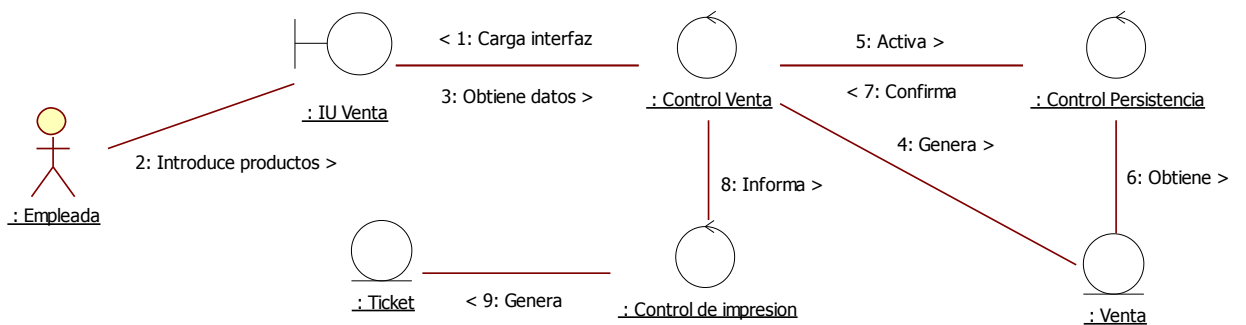 < 1: Carga interfaz
5: Activa >
3: Obtiene datos >
: Control Venta
< 7: Confirma
: Control Persistencia
: IU Venta
4: Genera >
2: Introduce productos >
8: Informa >
6: Obtiene >
: Empleada
: Ticket
< 9: Genera
: Control de impresion
: Venta